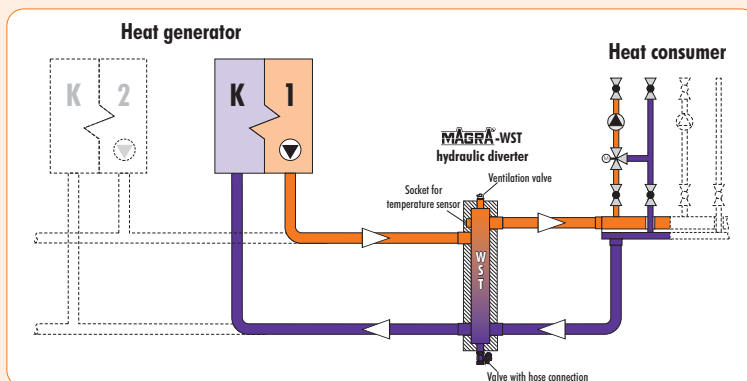 Heat generator
Heat consumer
K 2
K 1
MAGRA-WST
hydraulic diverter
Ventilation valve
Socket for
temperature sensor
M
WST
Valve with hose connection